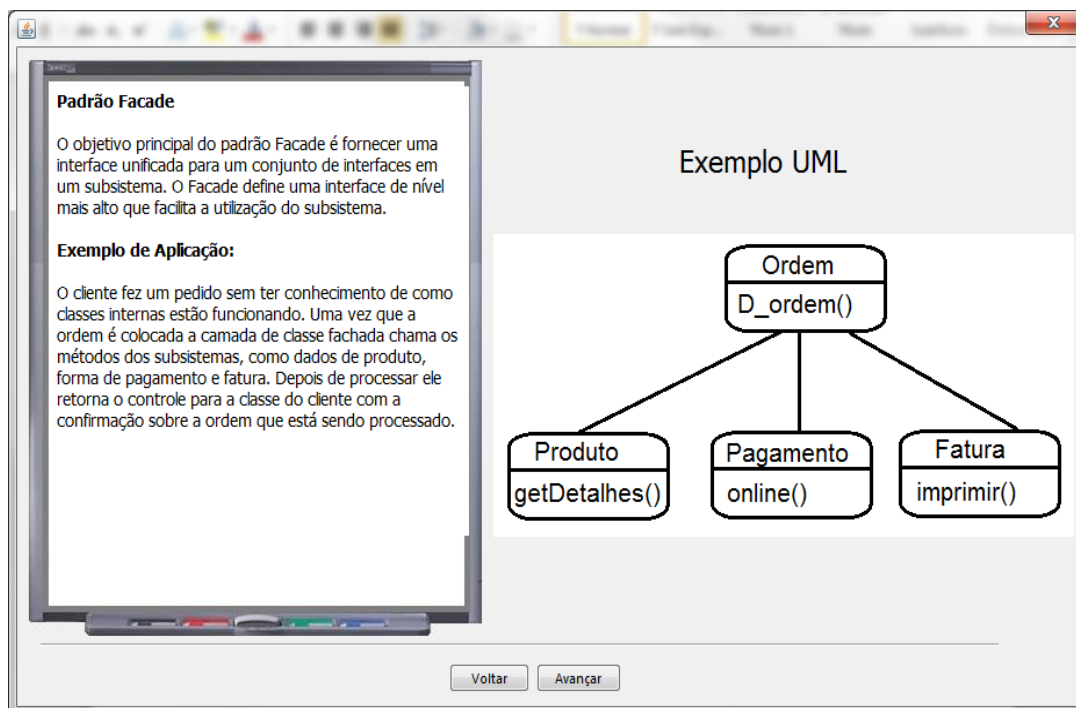 Padrão Facade
O objetivo principal do padrão Facade é fornecer uma
interface unificada para um conjunto de interfaces em
um subsistema. O Facade define uma interface de nível
mais alto que facilita a utilização do subsistema.
Exemplo de Aplicação:
O cliente fez um pedido sem ter conhecimento de como
classes internas estão funcionando. Uma vez que a
ordem é colocada a camada de classe fachada chama os
métodos dos subsistemas, como dados de produto,
forma de pagamento e fatura. Depois de processar ele
retorna o controle para a classe do cliente com a
confirmação sobre a ordem que está sendo processado.
Exemplo UML
Ordem
D_ordem()
Produto
getDetalhes()
Pagamento
online()
Fatura
imprimir()
Voltar
Avançar